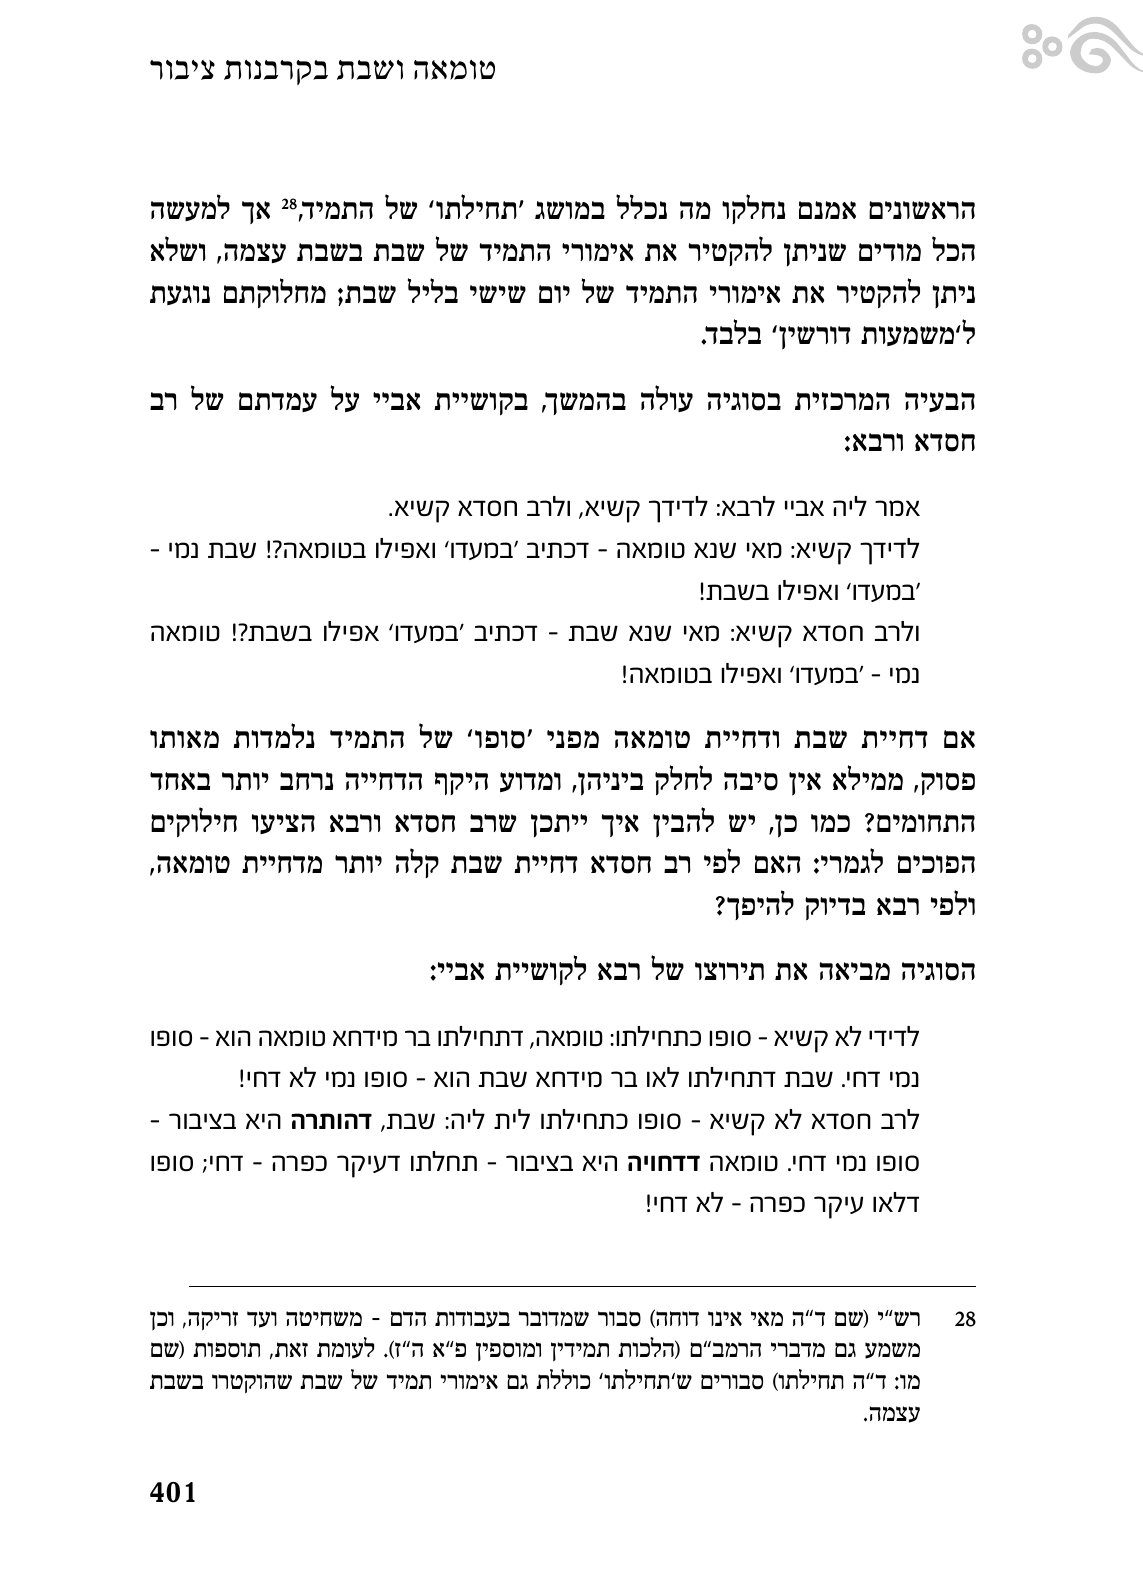 טומאה ושבת בקרבנות ציבור
הראשונים אמנם נחלקו מה נכלל במושג 'תחילתו' של התמיד,28 אך למעשה
הכל מודים שניתן להקטיר את אימורי התמיד של שבת בשבת עצמה, ושלא
ניתן להקטיר את אימורי התמיד של יום שישי בליל שבת; מחלוקתם נוגעת
ל'משמעות דורשין' בלבד.
הבעיה המרכזית בסוגיה עולה בהמשך, בקושיית אביי על עמדתם של רב
חסדא ורבא:
אמר ליה אביי לרבא: לדידך קשיא, ולרב חסדא קשיא.
לדידך קשיא: מאי שנא טומאה – דכתיב 'במעדו' ואפילו בטומאה?! שבת נמי –
'במעדו' ואפילו בשבת!
ולרב חסדא קשיא: מאי שנא שבת – דכתיב 'במעדו' אפילו בשבת?! טומאה
נמי – 'במעדו' ואפילו בטומאה!
אם דחיית שבת ודחיית טומאה מפני 'סופו' של התמיד נלמדות מאותו
פסוק, ממילא אין סיבה לחלק ביניהן, ומדוע היקף הדחייה נרחב יותר באחד
התחומים? כמו כן, יש להבין איך ייתכן שרב חסדא ורבא הציעו חילוקים
הפוכים לגמרי: האם לפי רב חסדא דחיית שבת קלה יותר מדחיית טומאה,
ולפי רבא בדיוק להיפך?
הסוגיה מביאה את תירוצו של רבא לקושיית אביי:
לדידי לא קשיא – סופו כתחילתו: טומאה, דתחילתו בר מידחא טומאה הוא – סופו
נמי דחי. שבת דתחילתו לאו בר מידחא שבת הוא – סופו נמי לא דחי!
לרב חסדא לא קשיא – סופו כתחילתו לית ליה: שבת, דהותרה היא בציבור –
סופו נמי דחי. טומאה דדחויה היא בציבור – תחלתו דעיקר כפרה – דחי; סופו
דלאו עיקר כפרה – לא דחי!
28 רש"י (שם ד"ה מאי אינו דוחה) סבור שמדובר בעבודות הדם – משחיטה ועד זריקה, וכן
משמע גם מדברי הרמב"ם (הלכות תמידין ומוספין פ"א ה"ז). לעומת זאת, תוספות (שם
מו: ד"ה תחילתו) סבורים ש'תחילתו' כוללת גם אימורי תמיד של שבת שהוקטרו בשבת
עצמה.
401